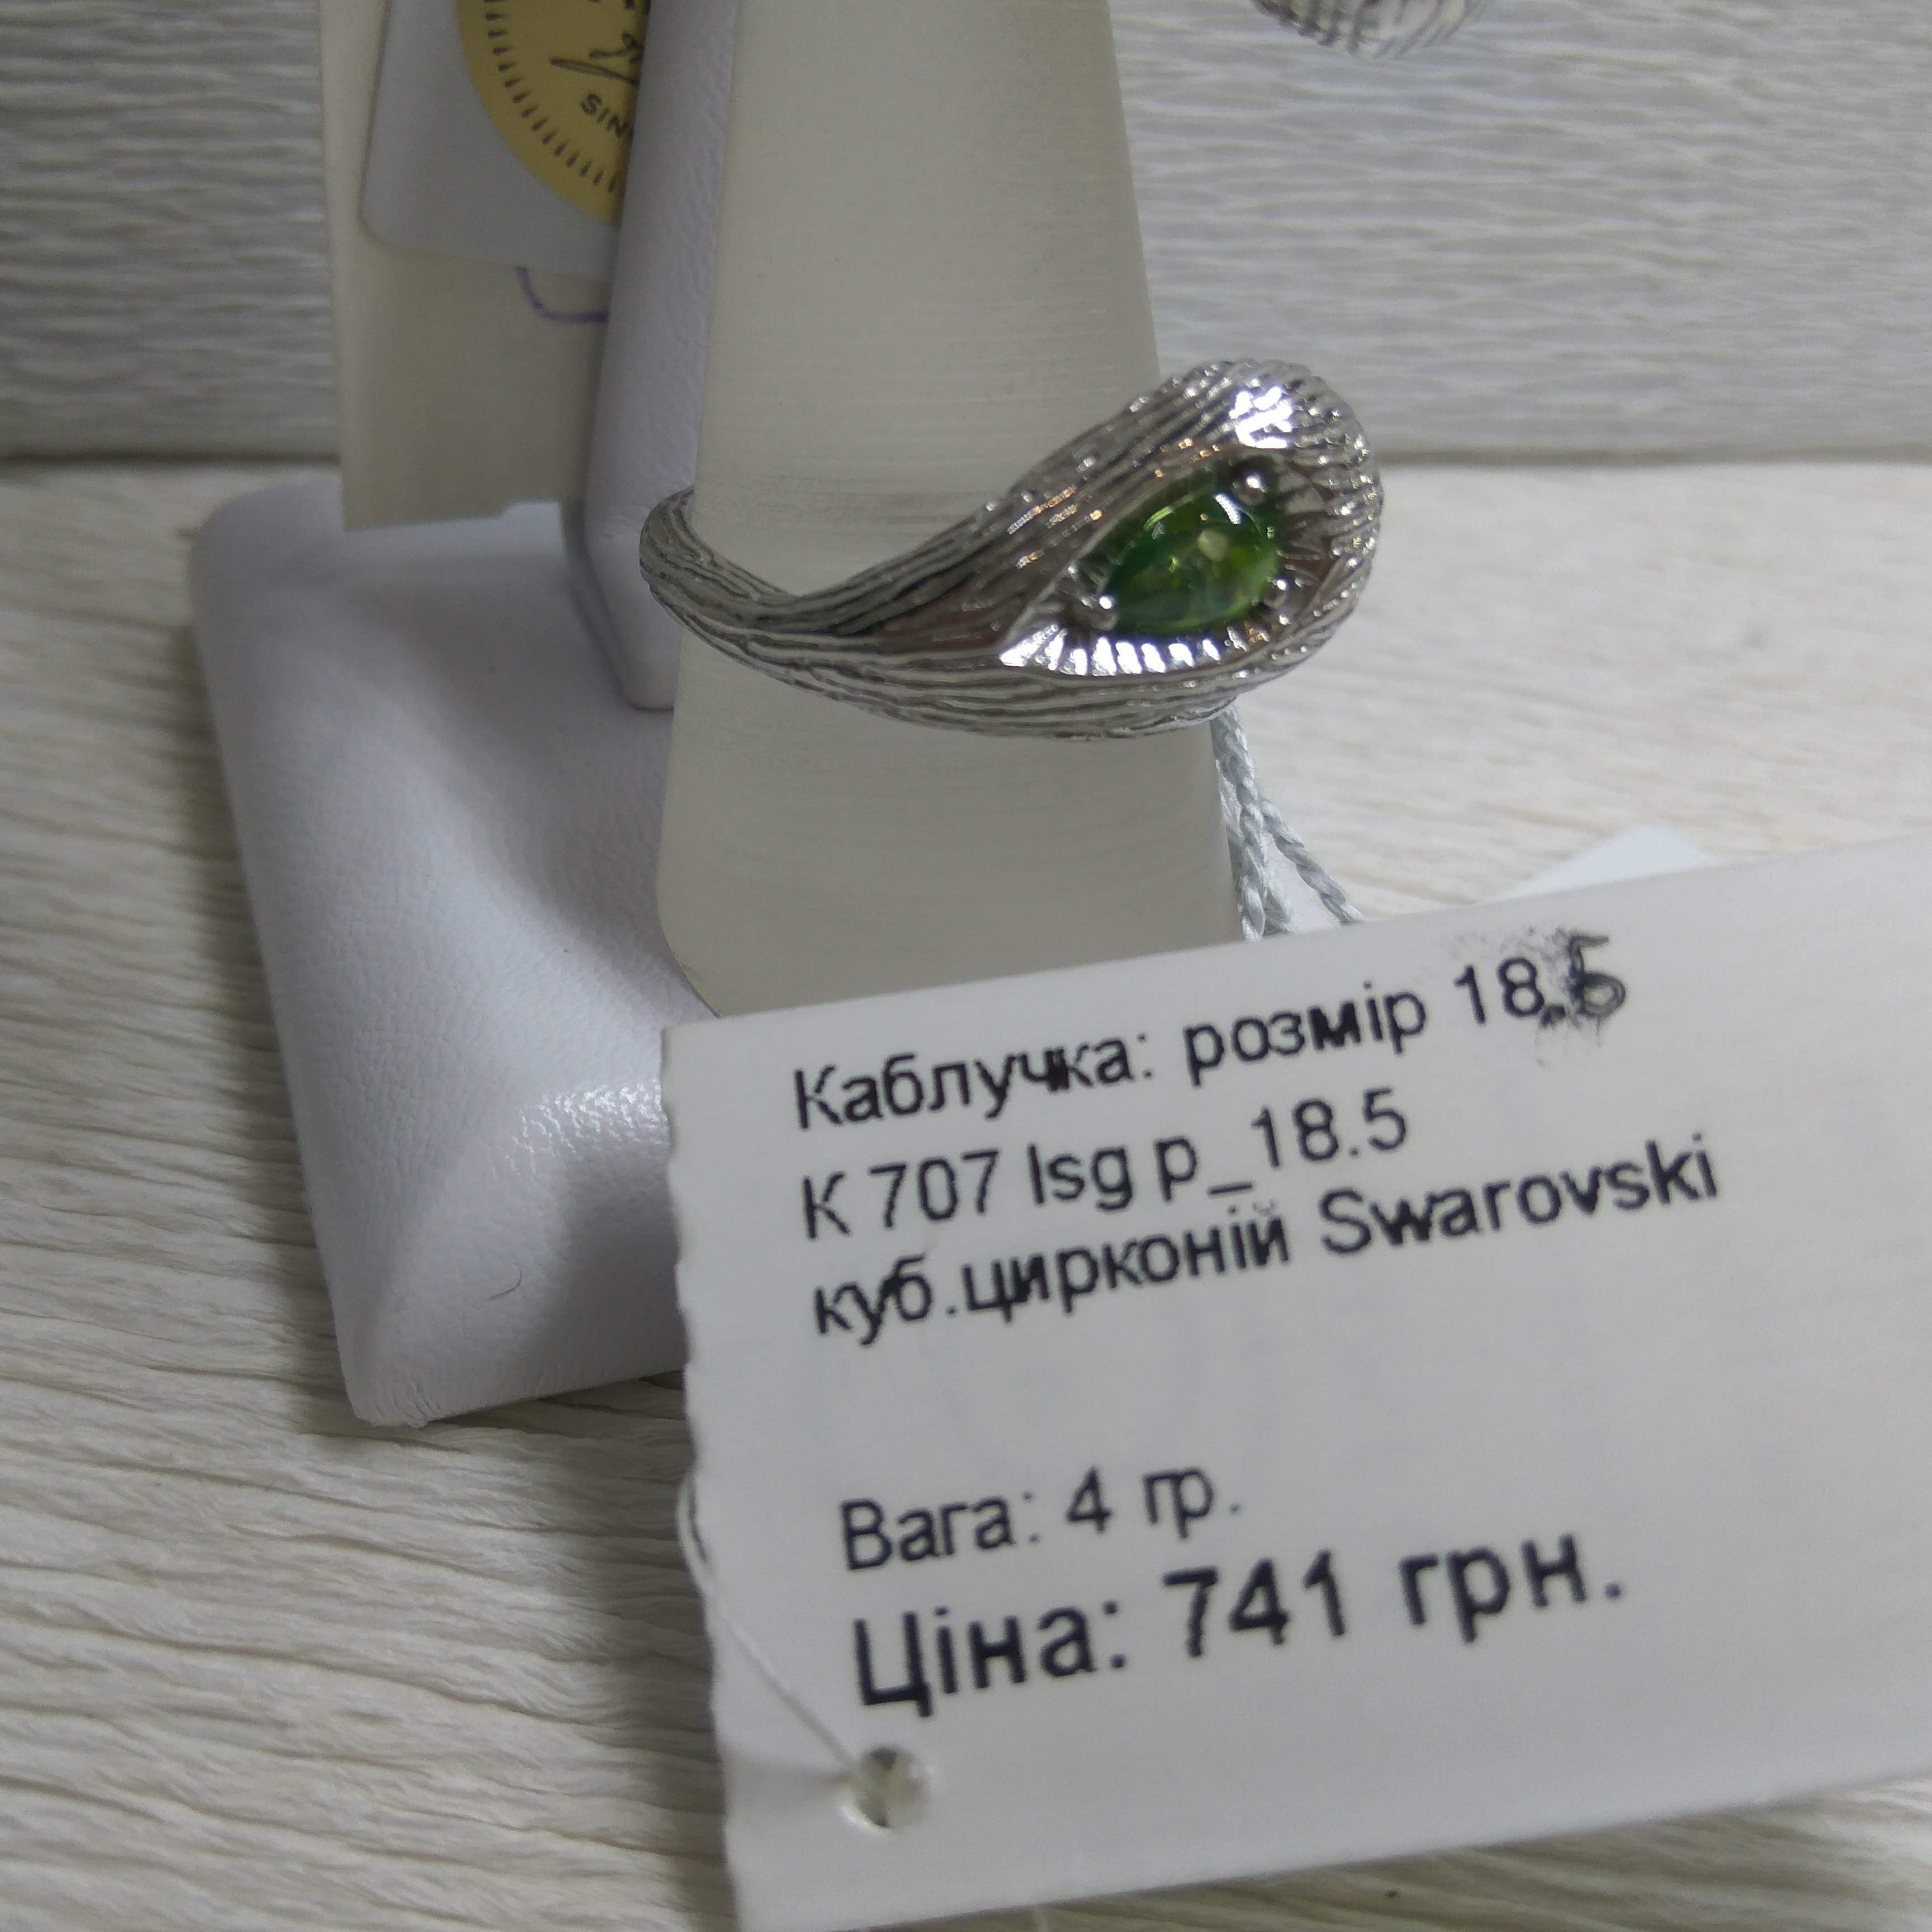 Каблучка: розмір 18.5
К 707 lsg р_18.5
куб.цирконій Swarovski
Вага: 4 гр.
Ціна: 741 грн.